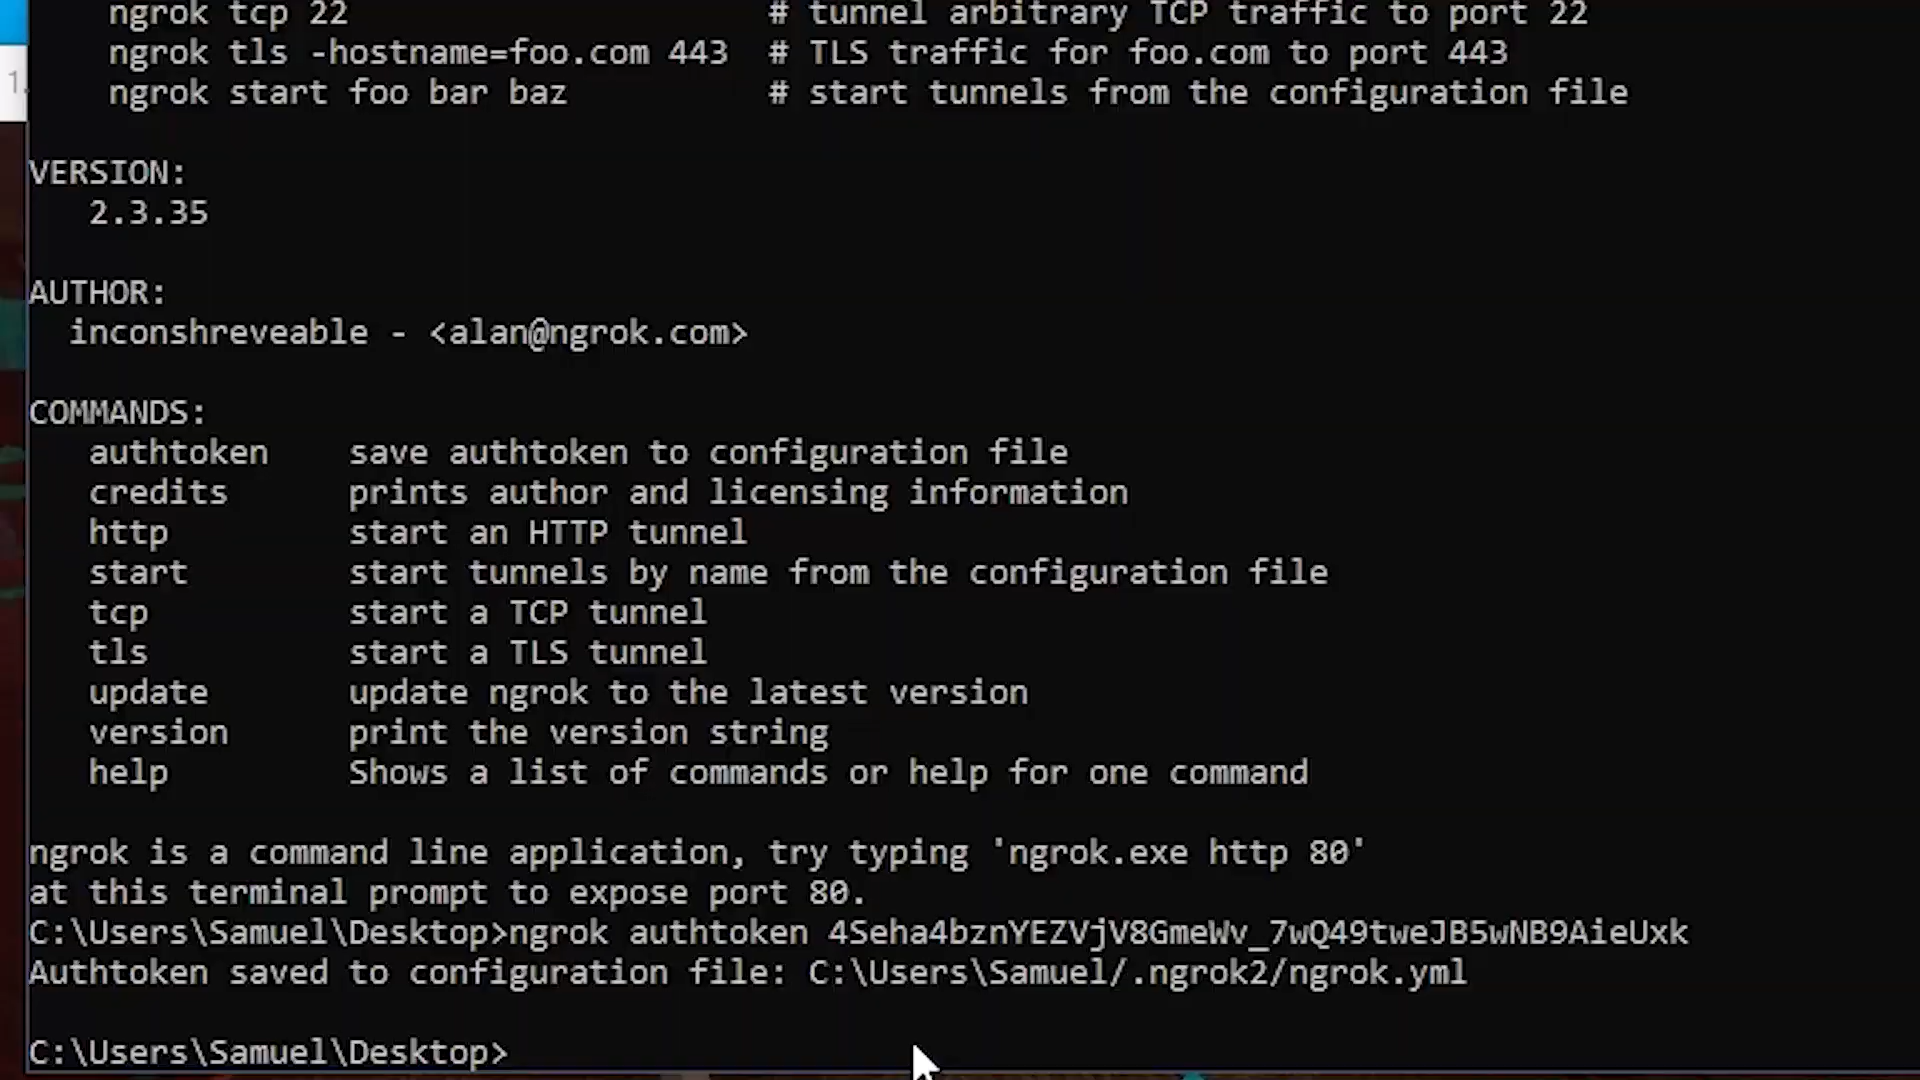 ngrok tcp 22 # tunnel arbitrary TCP traffic to port 22
ngrok tls -hostname=foo.com 443 # TLS traffic for foo.com to port 443
ngrok start foo bar baz # start tunnels from the configuration file
1.
VERSION:
2.3.35
AUTHOR:
inconshreveable - <alan@ngrok.com>
COMMANDS:
authtoken save authtoken to configuration file
credits prints author and licensing information
http start an HTTP tunnel
start start tunnels by name from the configuration file
tcp start a TCP tunnel
tls start a TLS tunnel
update update ngrok to the latest version
version print the version string
help Shows a list of commands or help for one command
ngrok is a command line application, try typing 'ngrok.exe http 80'
at this terminal prompt to expose port 80.
C:\Users\Samuel\Desktop>ngrok authtoken 4Seha4bznYEZVjV8GmeWv_7wQ49tweJB5wNB9AieUxk
Authtoken saved to configuration file: C:\Users\Samuel/.ngrok2/ngrok.yml
C:\Users\Samuel\Desktop>